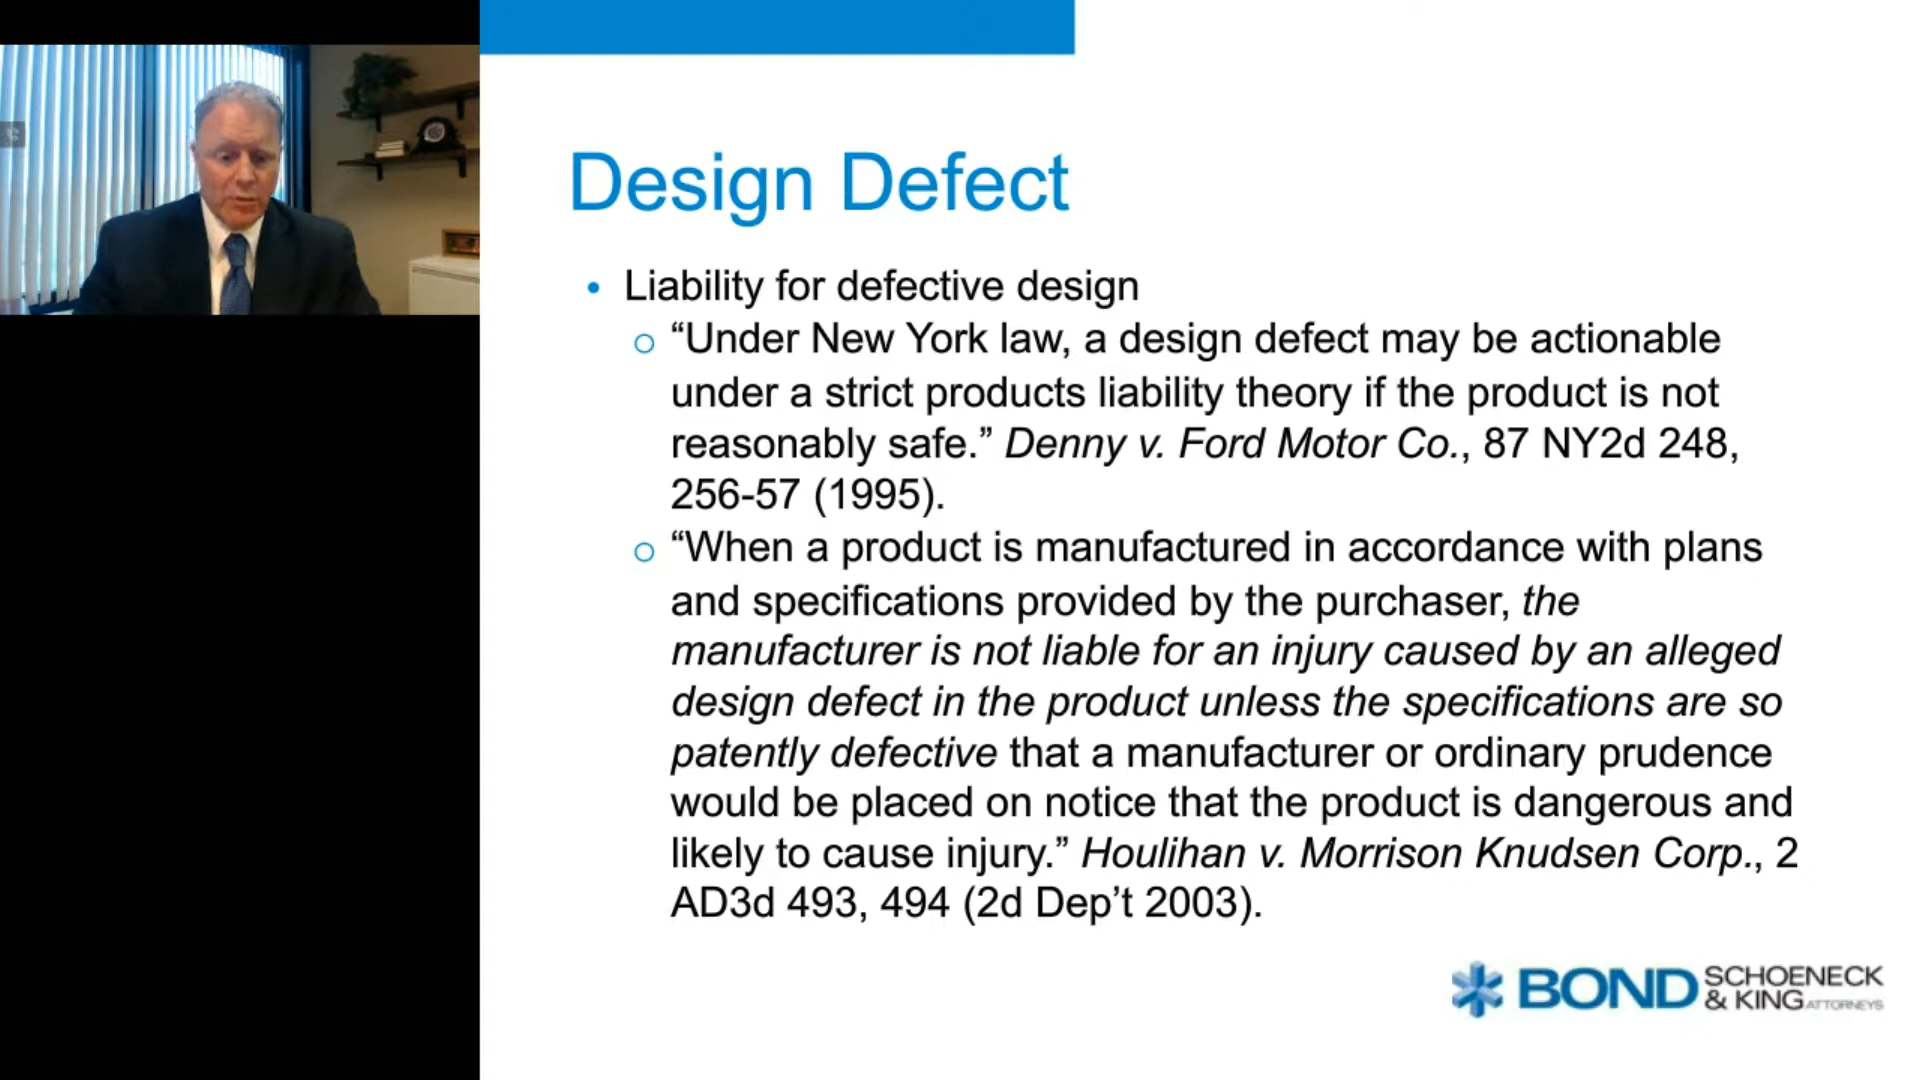 Design Defect
• Liability for defective design
o “Under New York law, a design defect may be actionable
under a strict products liability theory if the product is not
reasonably safe.” Denny v. Ford Motor Co., 87 NY2d 248,
256-57 (1995).
o “When a product is manufactured in accordance with plans
and specifications provided by the purchaser, the
manufacturer is not liable for an injury caused by an alleged
design defect in the product unless the specifications are so
patently defective that a manufacturer or ordinary prudence
would be placed on notice that the product is dangerous and
likely to cause injury.” Houlihan v. Morrison Knudsen Corp., 2
AD3d 493, 494 (2d Dep’t 2003).
BOND SCHOENECK
& KING ATTORNEYS